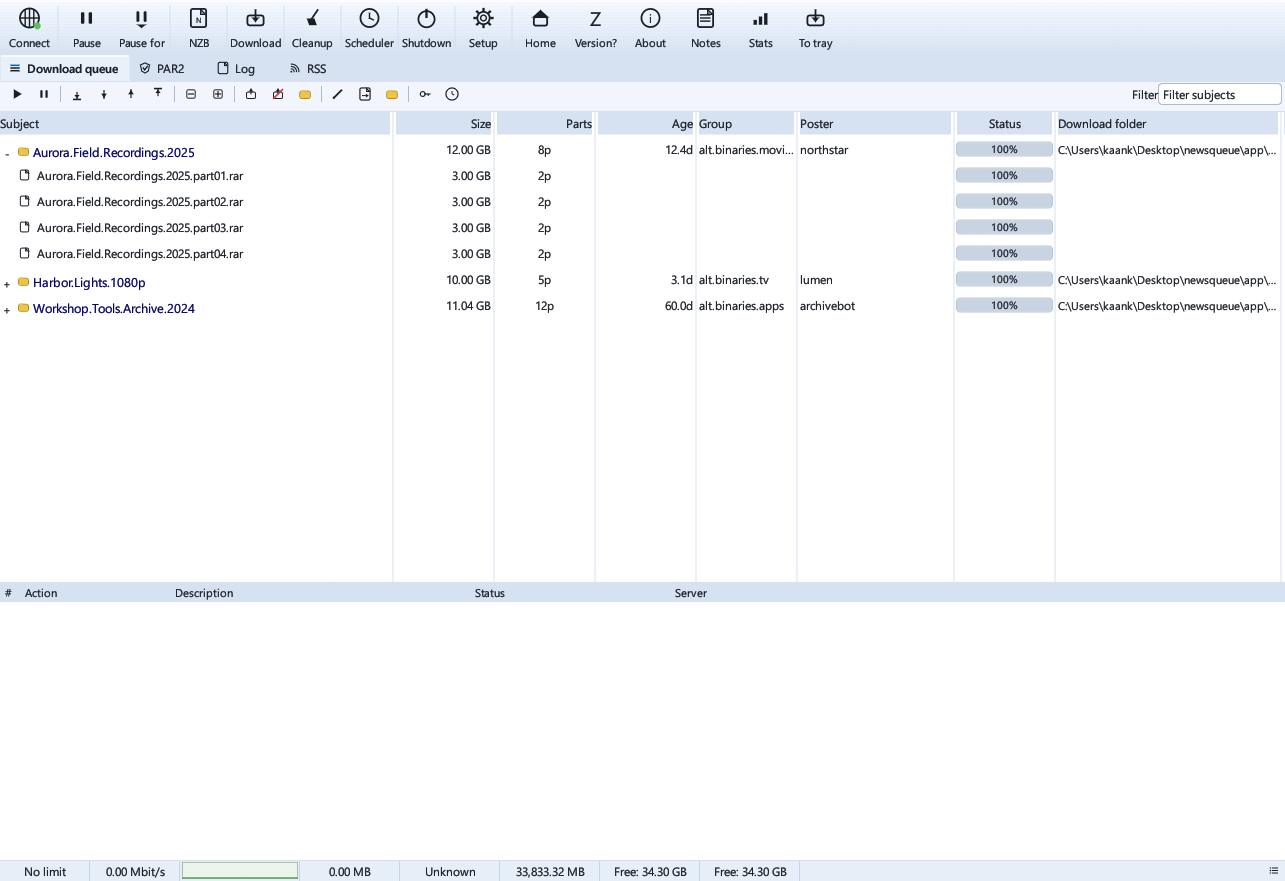 Connect Pause Pause for NZB Download Cleanup Scheduler Shutdown Setup Home Version? About Notes Stats To tray
Download queue PAR2 Log RSS
Filter Filter subjects
Subject Size Parts Age Group Poster Status Download folder
- Aurora.Field.Recordings.2025 12.00 GB 8p 12.4d alt.binaries.movi... northstar 100% C:\Users\kaank\Desktop\newsqueue\app\...
Aurora.Field.Recordings.2025.part01.rar 3.00 GB 2p 100%
Aurora.Field.Recordings.2025.part02.rar 3.00 GB 2p 100%
Aurora.Field.Recordings.2025.part03.rar 3.00 GB 2p 100%
Aurora.Field.Recordings.2025.part04.rar 3.00 GB 2p 100%
+ Harbor.Lights.1080p 10.00 GB 5p 3.1d alt.binaries.tv lumen 100% C:\Users\kaank\Desktop\newsqueue\app\...
+ Workshop.Tools.Archive.2024 11.04 GB 12p 60.0d alt.binaries.apps archivebot 100% C:\Users\kaank\Desktop\newsqueue\app\...
# Action Description Status Server
No limit 0.00 Mbit/s 0.00 MB Unknown 33,833.32 MB Free: 34.30 GB Free: 34.30 GB